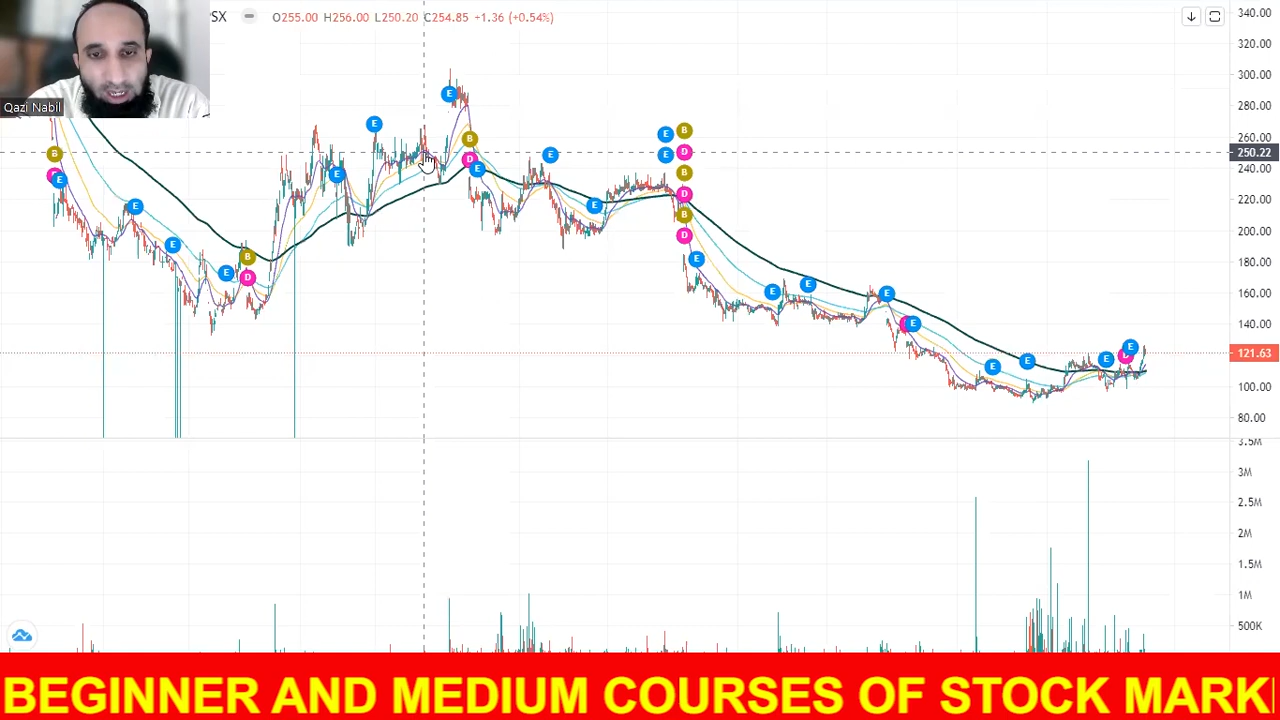 PSX O255.00 H256.00 L250.20 C254.85 +1.36 (+0.54%)
340.00
320.00
300.00
280.00
260.00
250.22
240.00
220.00
200.00
180.00
160.00
140.00
121.63
100.00
80.00
3.5M
3M
2.5M
2M
1.5M
1M
500K
Qazi Nabil
E
B
E
E
E
B
D
E
E
E
B
D
E
E
E
E
E
B
D
B
D
B
D
E
E
E
E
E
E
E
E
D
E
BEGINNER AND MEDIUM COURSES OF STOCK MARK